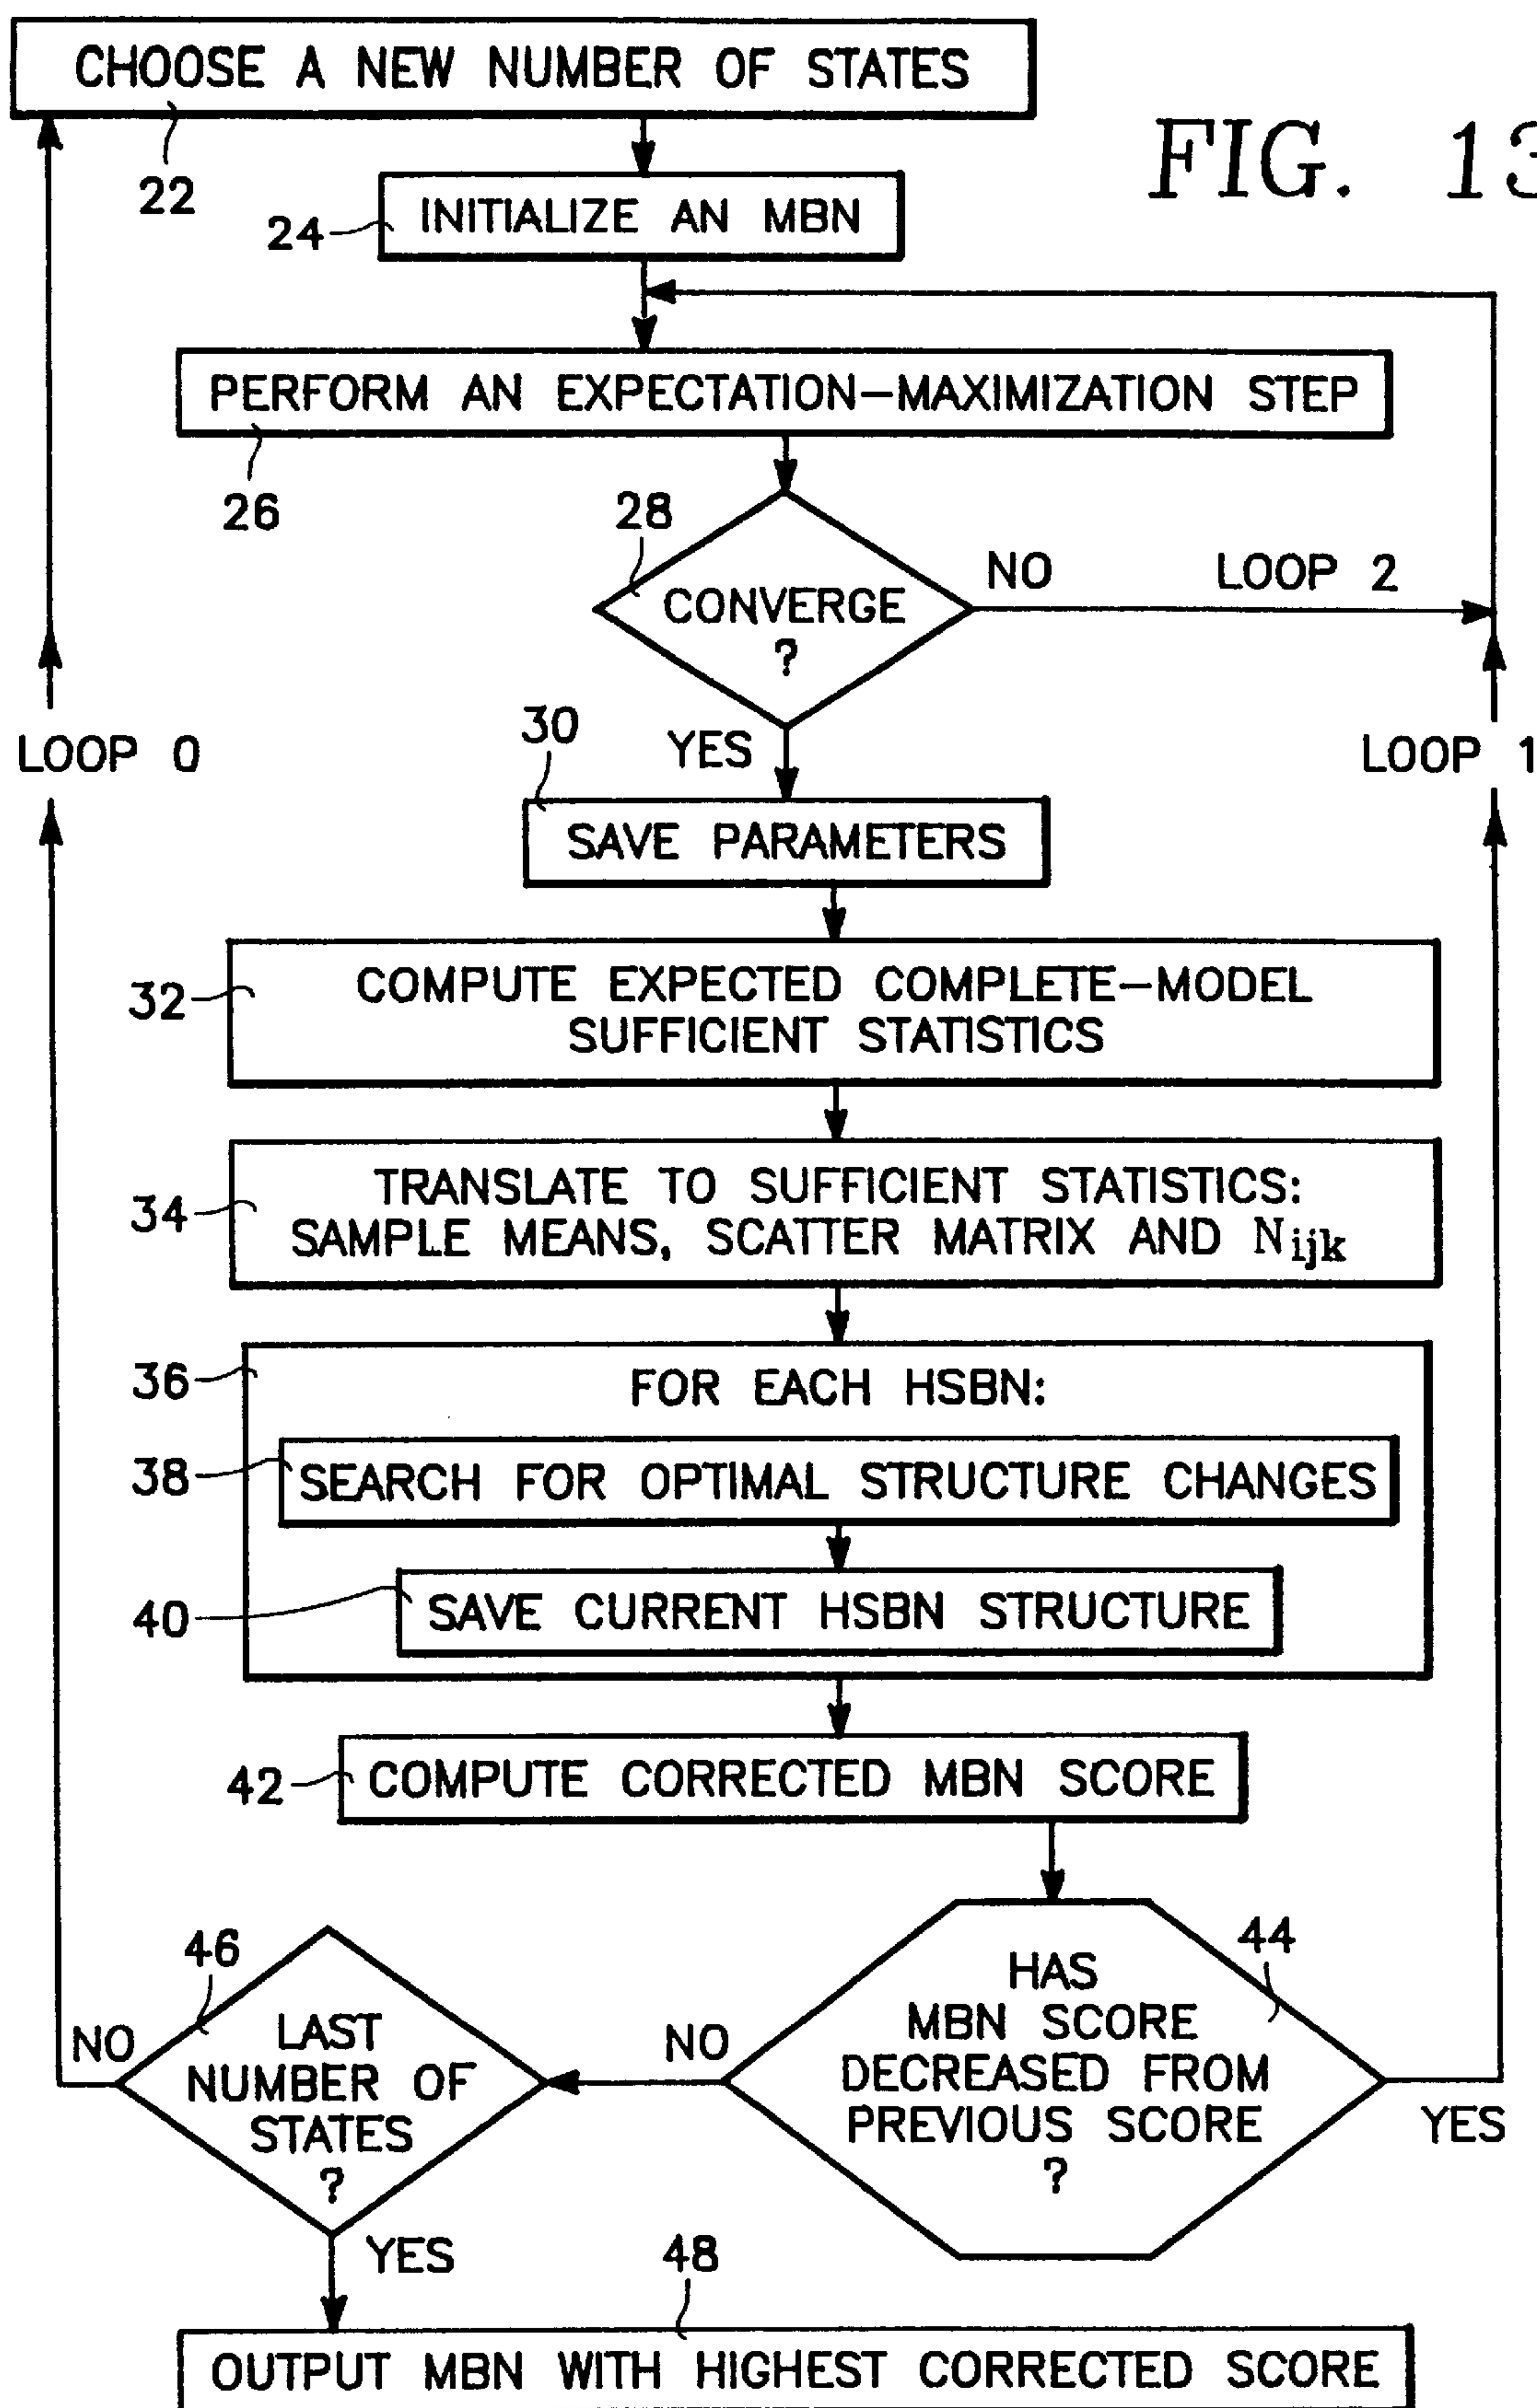 CHOOSE A NEW NUMBER OF STATES
22
FIG. 13
24
INITIALIZE AN MBN
PERFORM AN EXPECTATION-MAXIMIZATION STEP
26
28
CONVERGE
?
NO
LOOP 2
YES
LOOP 0
LOOP 1
30
SAVE PARAMETERS
32
COMPUTE EXPECTED COMPLETE-MODEL
SUFFICIENT STATISTICS
34
TRANSLATE TO SUFFICIENT STATISTICS:
SAMPLE MEANS, SCATTER MATRIX AND Nijk
36
FOR EACH HSBN:
38
SEARCH FOR OPTIMAL STRUCTURE CHANGES
40
SAVE CURRENT HSBN STRUCTURE
42
COMPUTE CORRECTED MBN SCORE
44
HAS
MBN SCORE
DECREASED FROM
PREVIOUS SCORE
?
YES
NO
46
LAST
NUMBER OF
STATES
?
NO
YES
48
OUTPUT MBN WITH HIGHEST CORRECTED SCORE